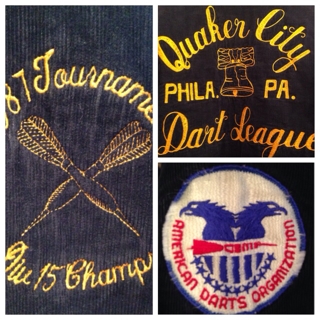 87 Tourname
Div 15 Champ
Quaker City
PHILA. PA.
Dart League
AMERICAN DARTS ORGANIZATION